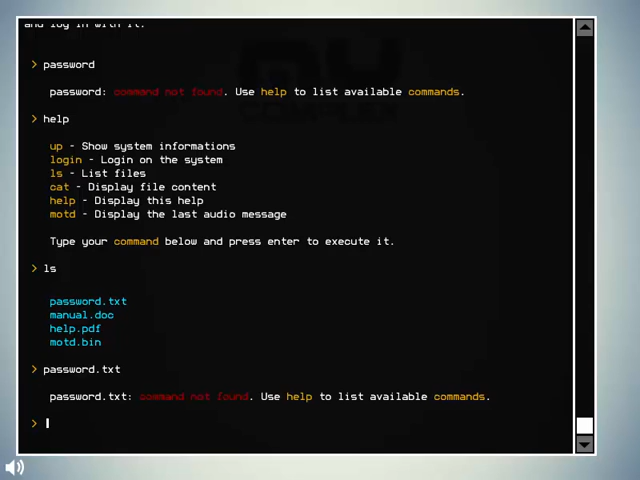 and log in with it.
> password
password: command not found. Use help to list available commands.
> help
up - Show system informations
login - Login on the system
ls - List files
cat - Display file content
help - Display this help
motd - Display the last audio message
Type your command below and press enter to execute it.
> ls
password.txt
manual.doc
help.pdf
motd.bin
> password.txt
password.txt: command not found. Use help to list available commands.
>